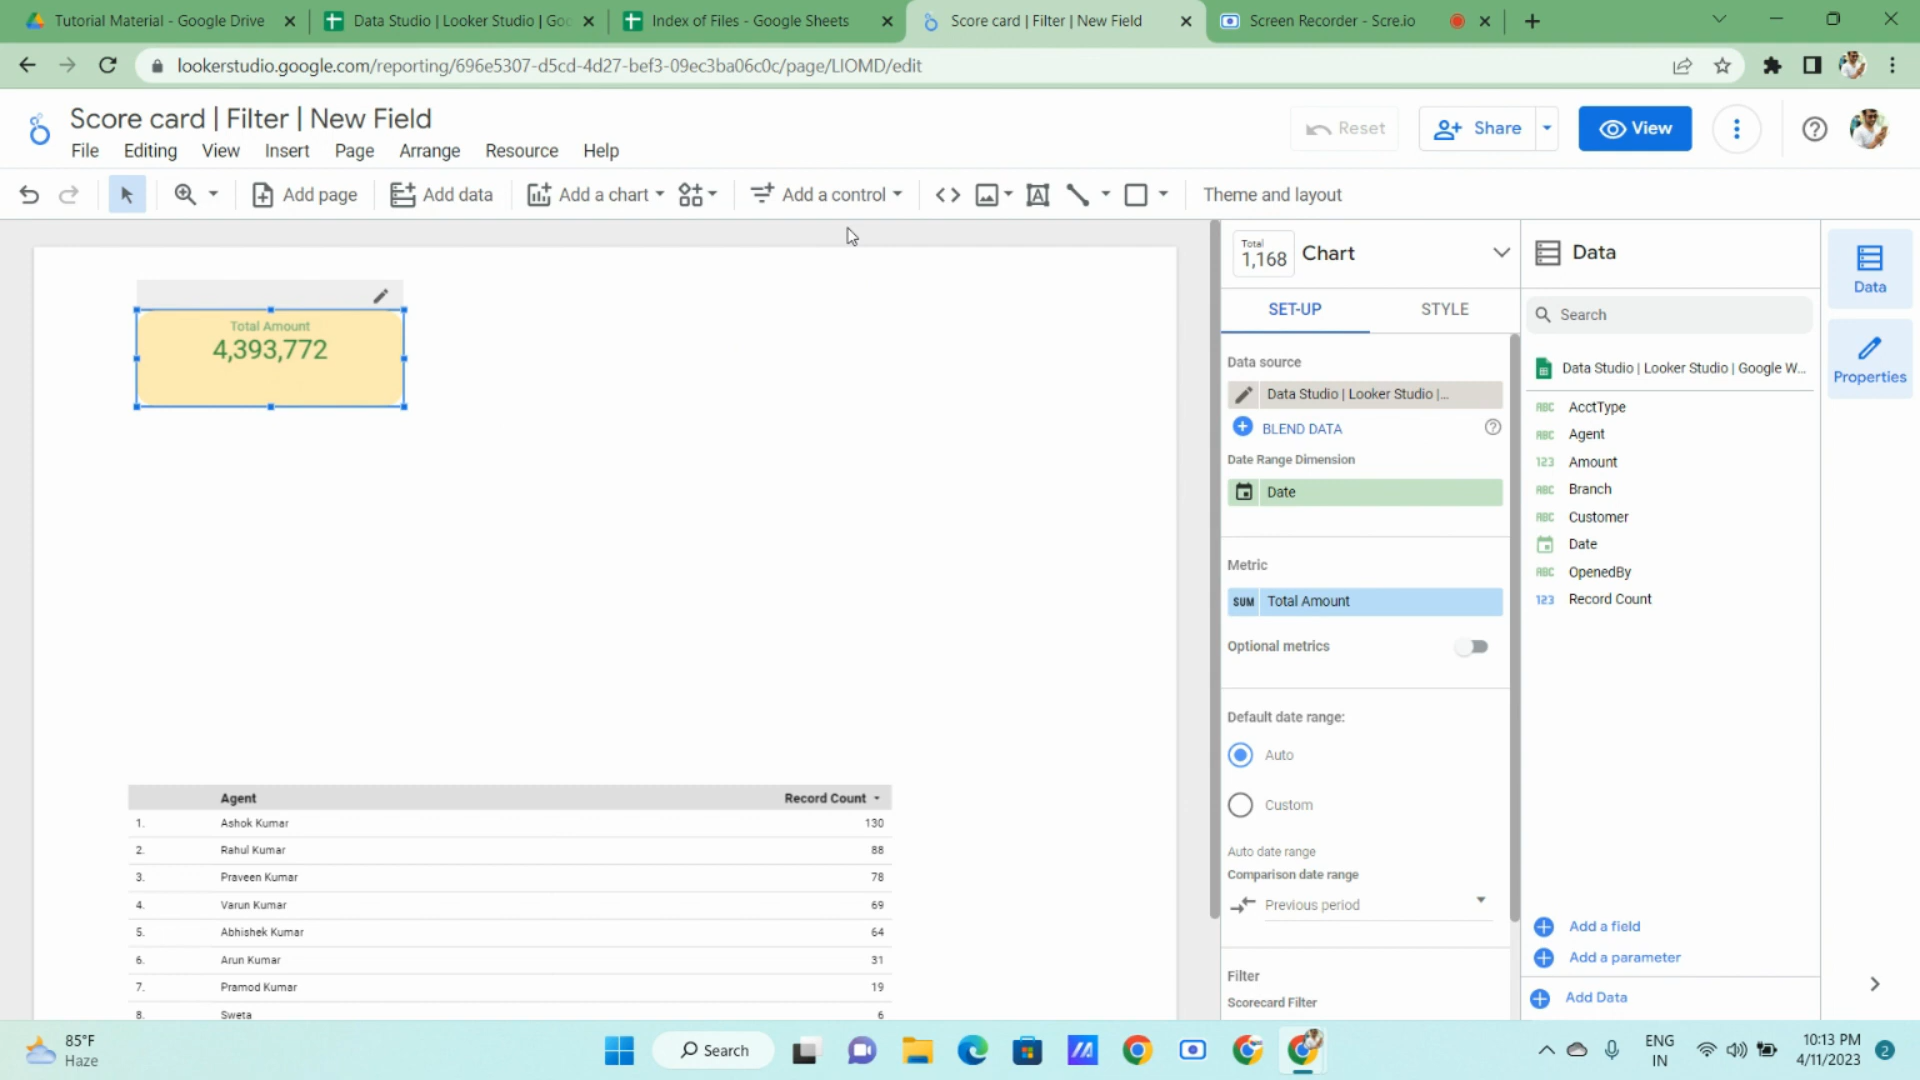 Tutorial Material - Google Drive
Data Studio | Looker Studio | Goo
Index of Files - Google Sheets
Score card | Filter | New Field
Screen Recorder - Scre.io
lookerstudio.google.com/reporting/696e5307-d5cd-4d27-bef3-09ec3ba06c0c/page/LIOMD/edit
Score card | Filter | New Field
Reset
Share
View
File Editing View Insert Page Arrange Resource Help
Add page
Add data
Add a chart
Add a control
Theme and layout
Total Amount
4,393,772
Agent Record Count
1. Ashok Kumar 130
2. Rahul Kumar 88
3. Praveen Kumar 78
4. Varun Kumar 69
5. Abhishek Kumar 64
6. Arun Kumar 31
7. Pramod Kumar 19
8. Sweta 6
Total
1,168
Chart
SET-UP STYLE
Data source
Data Studio | Looker Studio |...
BLEND DATA
Date Range Dimension
Date
Metric
SUM Total Amount
Optional metrics
Default date range:
Auto
Custom
Auto date range
Comparison date range
Previous period
Filter
Scorecard Filter
Data
Search
Data Studio | Looker Studio | Google W...
ABC AcctType
ABC Agent
123 Amount
ABC Branch
ABC Customer
Date
ABC OpenedBy
123 Record Count
Add a field
Add a parameter
Add Data
Data
Properties
85°F
Haze
Search
ENG
IN
10:13 PM
4/11/2023
2